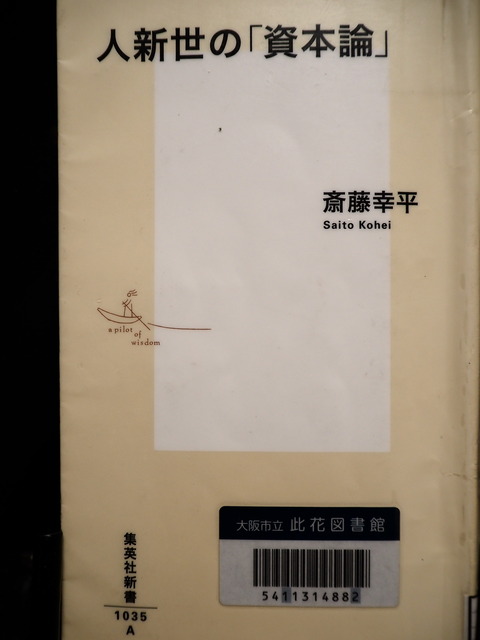 人新世の「資本論」
斎藤幸平
Saito Kohei
a pilot
of
wisdom
大阪市立 此花図書館
5411314882
集英社新書
1035
A